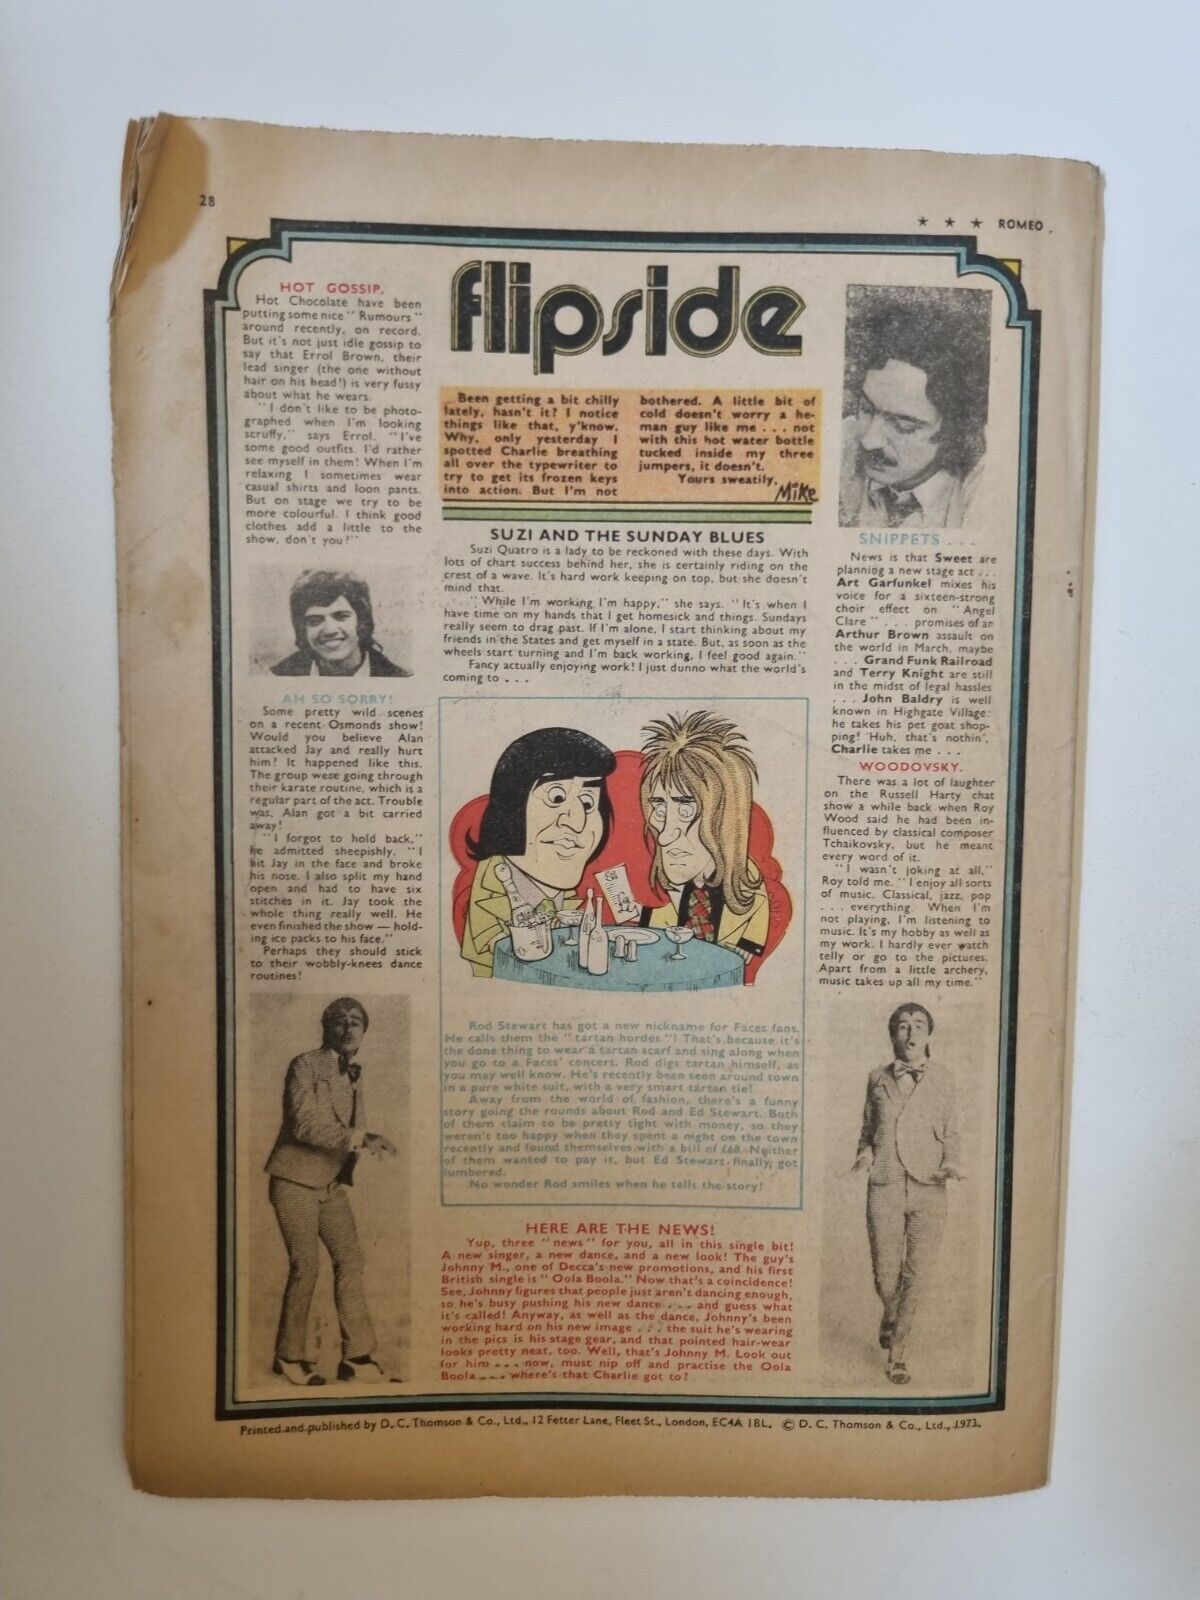 28
★ ★ ★ ROMEO
flipside
HOT GOSSIP.
Hot Chocolate have been
putting some nice "Rumours"
around recently, on record.
But it's not just idle gossip to
say that Errol Brown, their
lead singer (the one without
hair on his head!) is very fussy
about what he wears.
"I don't like to be photo-
graphed when I'm looking
scruffy," says Errol. "I've
some good outfits. I'd rather
see myself in them! When I'm
relaxing I sometimes wear
casual shirts and loon pants.
But on stage we try to be
more colourful. I think good
clothes add a little to the
show, don't you?"
AH SO SORRY!
Some pretty wild scenes
on a recent Osmonds show!
Would you believe Alan
attacked Jay and really hurt
him? It happened like this.
The group were going through
their karate routine, which is a
regular part of the act. Trouble
was, Alan got a bit carried
away!
"I forgot to hold back,"
he admitted sheepishly. "I
hit Jay in the face and broke
his nose. I also split my hand
open and had to have six
stitches in it. Jay took the
whole thing really well. He
even finished the show — hold-
ing ice packs to his face."
Perhaps they should stick
to their wobbly-knees dance
routines!
Been getting a bit chilly
lately, hasn't it? I notice
things like that, y'know.
Why, only yesterday I
spotted Charlie breathing
all over the typewriter to
try to get its frozen keys
into action. But I'm not
bothered. A little bit of
cold doesn't worry a he-
man guy like me . . . not
with this hot water bottle
tucked inside my three
jumpers, it doesn't.
Yours sweatily,
Mike
SUZI AND THE SUNDAY BLUES
Suzi Quatro is a lady to be reckoned with these days. With
lots of chart success behind her, she is certainly riding on the
crest of a wave. It's hard work keeping on top, but she doesn't
mind that.
"While I'm working, I'm happy," she says. "It's when I
have time on my hands that I get homesick and things. Sundays
really seem to drag past. If I'm alone, I start thinking about my
friends in the States and get myself in a state. But, as soon as the
wheels start turning and I'm back working, I feel good again."
Fancy actually enjoying work! I just dunno what the world's
coming to . . .
Rod Stewart has got a new nickname for Faces fans.
He calls them the "tartan hordes"! That's because it's
the done thing to wear a tartan scarf and sing along when
you go to a Faces' concert. Rod digs tartan himself, as
you may well know. He's recently been seen around town
in a pure white suit, with a very smart tartan tie!
Away from the world of fashion, there's a funny
story going the rounds about Rod and Ed Stewart. Both
of them claim to be pretty tight with money, so they
weren't too happy when they spent a night on the town
recently and found themselves with a bill of £68. Neither
of them wanted to pay it, but Ed Stewart finally got
lumbered.
No wonder Rod smiles when he tells the story!
HERE ARE THE NEWS!
Yup, three "news" for you, all in this single bit!
A new singer, a new dance, and a new look! The guy's
Johnny M., one of Decca's new promotions, and his first
British single is "Oola Boola." Now that's a coincidence!
See, Johnny figures that people just aren't dancing enough,
so he's busy pushing his new dance . . . and guess what
it's called! Anyway, as well as the dance, Johnny's been
working hard on his new image . . . the suit he's wearing
in the pics is his stage gear, and that pointed hair-wear
looks pretty neat, too. Well, that's Johnny M. Look out
for him . . . now, must nip off and practise the Oola
Boola . . . where's that Charlie got to?
SNIPPETS . . .
News is that Sweet are
planning a new stage act . . .
Art Garfunkel mixes his
voice for a sixteen-strong
choir effect on "Angel
Clare" . . . promises of an
Arthur Brown assault on
the world in March, maybe
. . . Grand Funk Railroad
and Terry Knight are still
in the midst of legal hassles
. . . John Baldry is well
known in Highgate Village:
he takes his pet goat shop-
ping! Huh, that's nothin',
Charlie takes me . . .
WOODOVSKY.
There was a lot of laughter
on the Russell Harty chat
show a while back when Roy
Wood said he had been in-
fluenced by classical composer
Tchaikovsky, but he meant
every word of it.
"I wasn't joking at all,"
Roy told me. "I enjoy all sorts
of music. Classical, jazz, pop
. . . everything. When I'm
not playing, I'm listening to
music. It's my hobby as well as
my work. I hardly ever watch
telly or go to the pictures.
Apart from a little archery,
music takes up all my time."
Printed and published by D. C. Thomson & Co., Ltd., 12 Fetter Lane, Fleet St., London, EC4A 1BL. © D. C. Thomson & Co., Ltd., 1973.